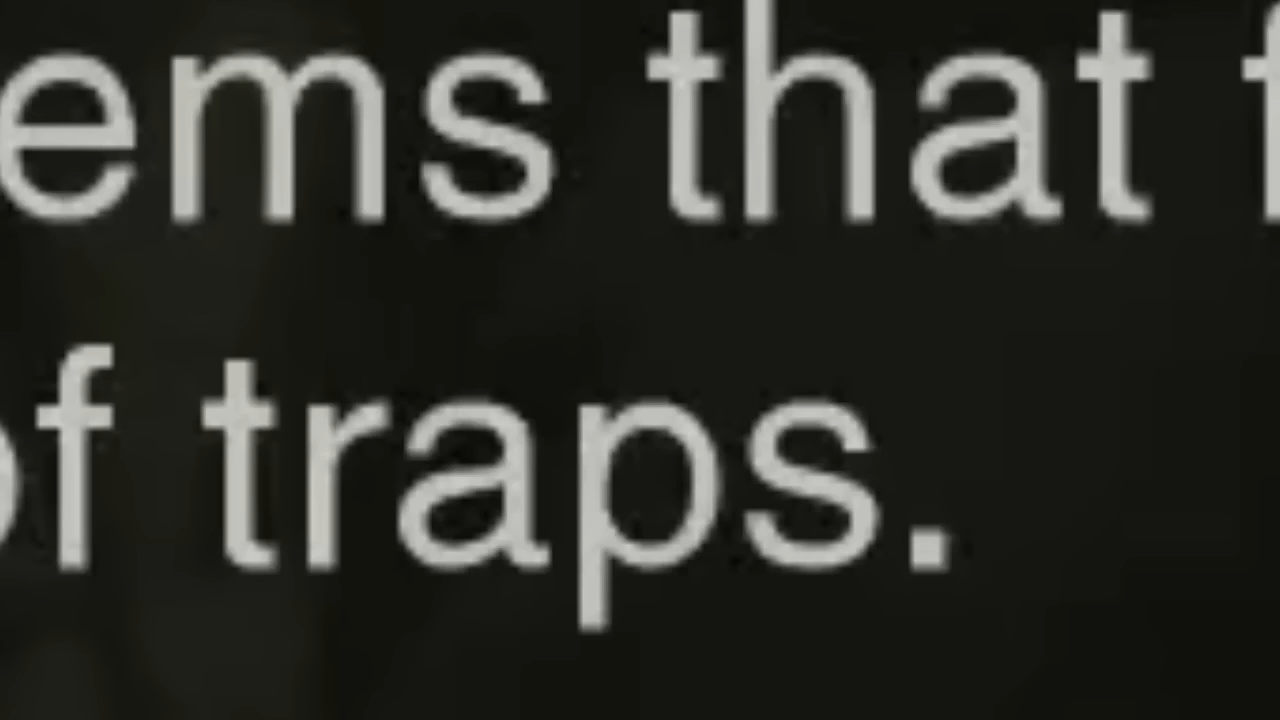 ems that f
of traps.